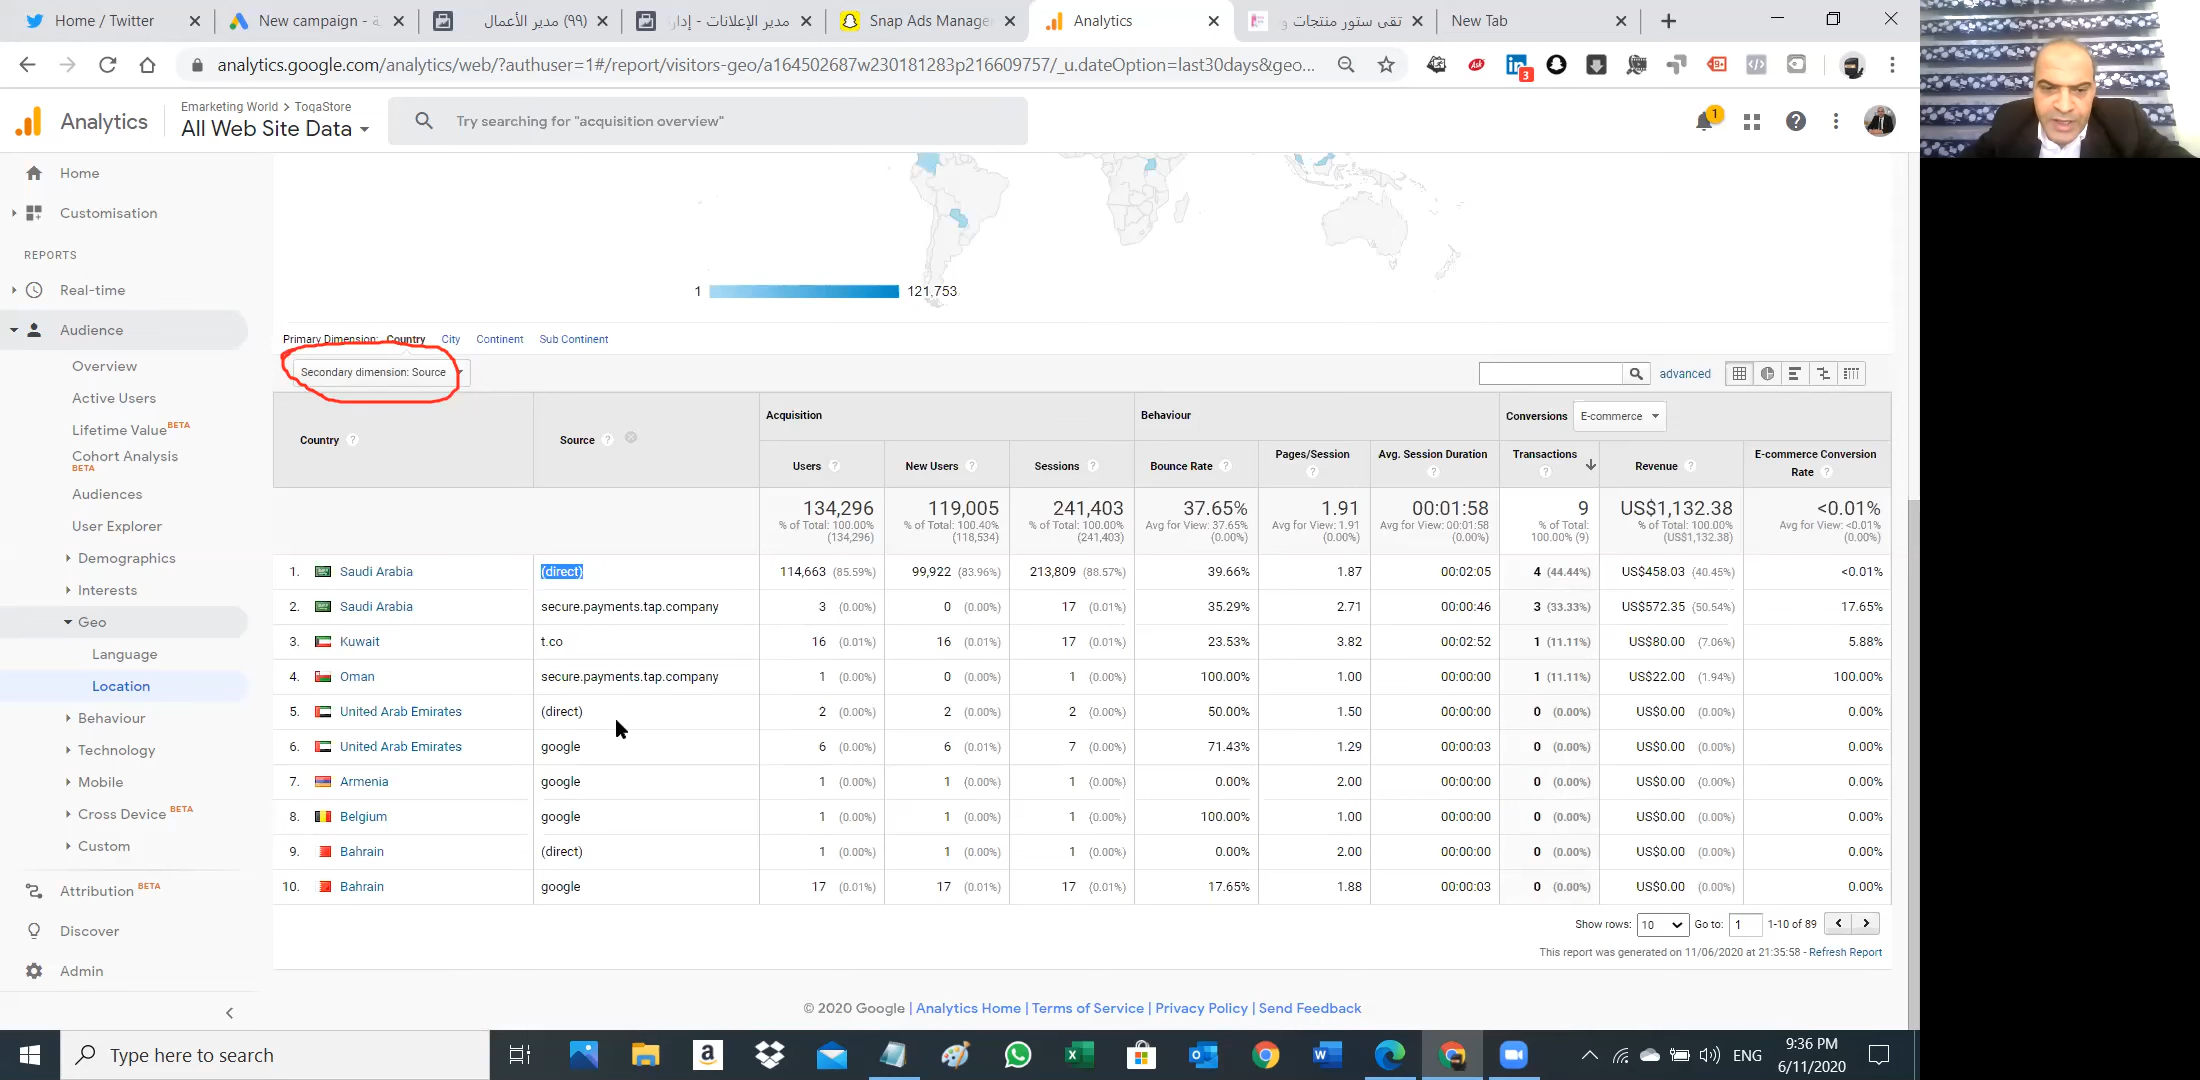 Home / Twitter
New campaign -
(٩٩) مدير الأعمال
مدير الإعلانات - إدار
Snap Ads Manage
Analytics
تقى ستور منتجات و
New Tab
analytics.google.com/analytics/web/?authuser=1#/report/visitors-geo/a164502687w230181283p216609757/_u.dateOption=last30days&geo...
3
Analytics
Emarketing World > ToqaStore
All Web Site Data
Try searching for "acquisition overview"
1
Home
Customisation
REPORTS
Real-time
Audience
Overview
Active Users
Lifetime Value BETA
Cohort Analysis
BETA
Audiences
User Explorer
Demographics
Interests
Geo
Language
Location
Behaviour
Technology
Mobile
Cross Device BETA
Custom
Attribution BETA
Discover
Admin
1 121,753
Primary Dimension: Country City Continent Sub Continent
Secondary dimension: Source
advanced
Country Source Acquisition Behaviour Conversions E-commerce
Users New Users Sessions Bounce Rate Pages/Session Avg. Session Duration Transactions Revenue E-commerce Conversion Rate
134,296 119,005 241,403 37.65% 1.91 00:01:58 9 US$1,132.38 <0.01%
% of Total: 100.00% % of Total: 100.40% % of Total: 100.00% Avg for View: 37.65% Avg for View: 1.91 Avg for View: 00:01:58 % of Total: % of Total: 100.00% Avg for View: <0.01%
(134,296) (118,534) (241,403) (0.00%) (0.00%) (0.00%) 100.00% (9) (US$1,132.38) (0.00%)
1. Saudi Arabia (direct) 114,663 (85.59%) 99,922 (83.96%) 213,809 (88.57%) 39.66% 1.87 00:02:05 4 (44.44%) US$458.03 (40.45%) <0.01%
2. Saudi Arabia secure.payments.tap.company 3 (0.00%) 0 (0.00%) 17 (0.01%) 35.29% 2.71 00:00:46 3 (33.33%) US$572.35 (50.54%) 17.65%
3. Kuwait t.co 16 (0.01%) 16 (0.01%) 17 (0.01%) 23.53% 3.82 00:02:52 1 (11.11%) US$80.00 (7.06%) 5.88%
4. Oman secure.payments.tap.company 1 (0.00%) 0 (0.00%) 1 (0.00%) 100.00% 1.00 00:00:00 1 (11.11%) US$22.00 (1.94%) 100.00%
5. United Arab Emirates (direct) 2 (0.00%) 2 (0.00%) 2 (0.00%) 50.00% 1.50 00:00:00 0 (0.00%) US$0.00 (0.00%) 0.00%
6. United Arab Emirates google 6 (0.00%) 6 (0.01%) 7 (0.00%) 71.43% 1.29 00:00:03 0 (0.00%) US$0.00 (0.00%) 0.00%
7. Armenia google 1 (0.00%) 1 (0.00%) 1 (0.00%) 0.00% 2.00 00:00:00 0 (0.00%) US$0.00 (0.00%) 0.00%
8. Belgium google 1 (0.00%) 1 (0.00%) 1 (0.00%) 100.00% 1.00 00:00:00 0 (0.00%) US$0.00 (0.00%) 0.00%
9. Bahrain (direct) 1 (0.00%) 1 (0.00%) 1 (0.00%) 0.00% 2.00 00:00:00 0 (0.00%) US$0.00 (0.00%) 0.00%
10. Bahrain google 17 (0.01%) 17 (0.01%) 17 (0.01%) 17.65% 1.88 00:00:03 0 (0.00%) US$0.00 (0.00%) 0.00%
Show rows: 10 Go to: 1 1-10 of 89
This report was generated on 11/06/2020 at 21:35:58 - Refresh Report
© 2020 Google | Analytics Home | Terms of Service | Privacy Policy | Send Feedback
Type here to search
ENG
9:36 PM
6/11/2020